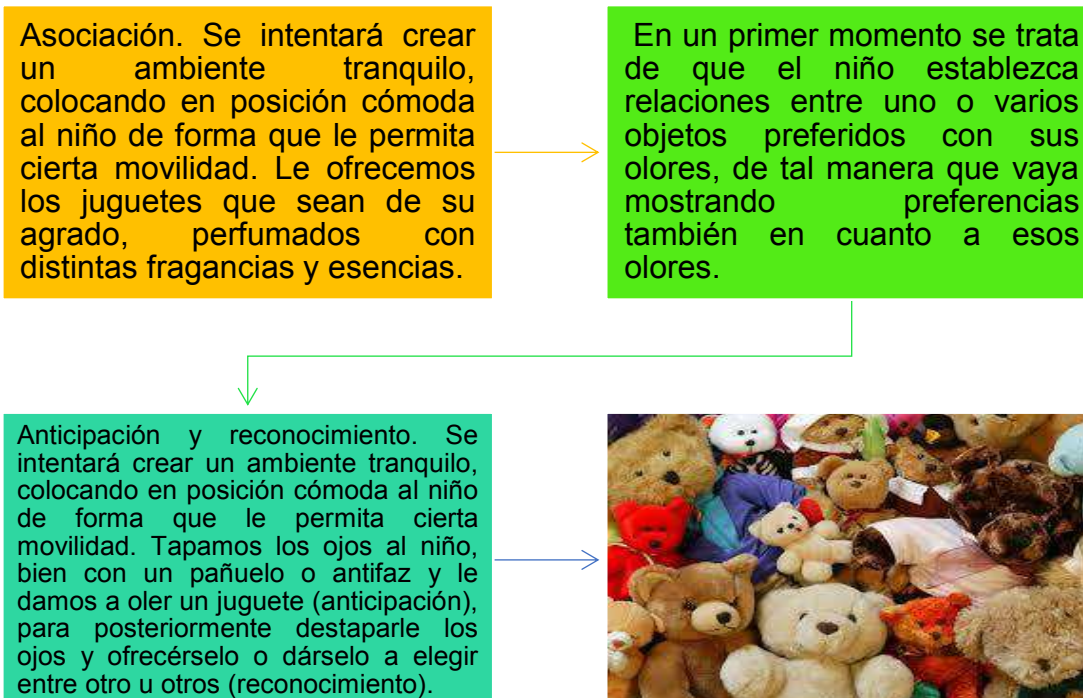 Asociación. Se intentará crear
un ambiente tranquilo,
colocando en posición cómoda
al niño de forma que le permita
cierta movilidad. Le ofrecemos
los juguetes que sean de su
agrado, perfumados con
distintas fragancias y esencias.
En un primer momento se trata
de que el niño establezca
relaciones entre uno o varios
objetos preferidos con sus
olores, de tal manera que vaya
mostrando preferencias
también en cuanto a esos
olores.
Anticipación y reconocimiento. Se
intentará crear un ambiente tranquilo,
colocando en posición cómoda al niño
de forma que le permita cierta
movilidad. Tapamos los ojos al niño,
bien con un pañuelo o antifaz y le
damos a oler un juguete (anticipación),
para posteriormente destaparle los
ojos y ofrecérselo o dárselo a elegir
entre otro u otros (reconocimiento).